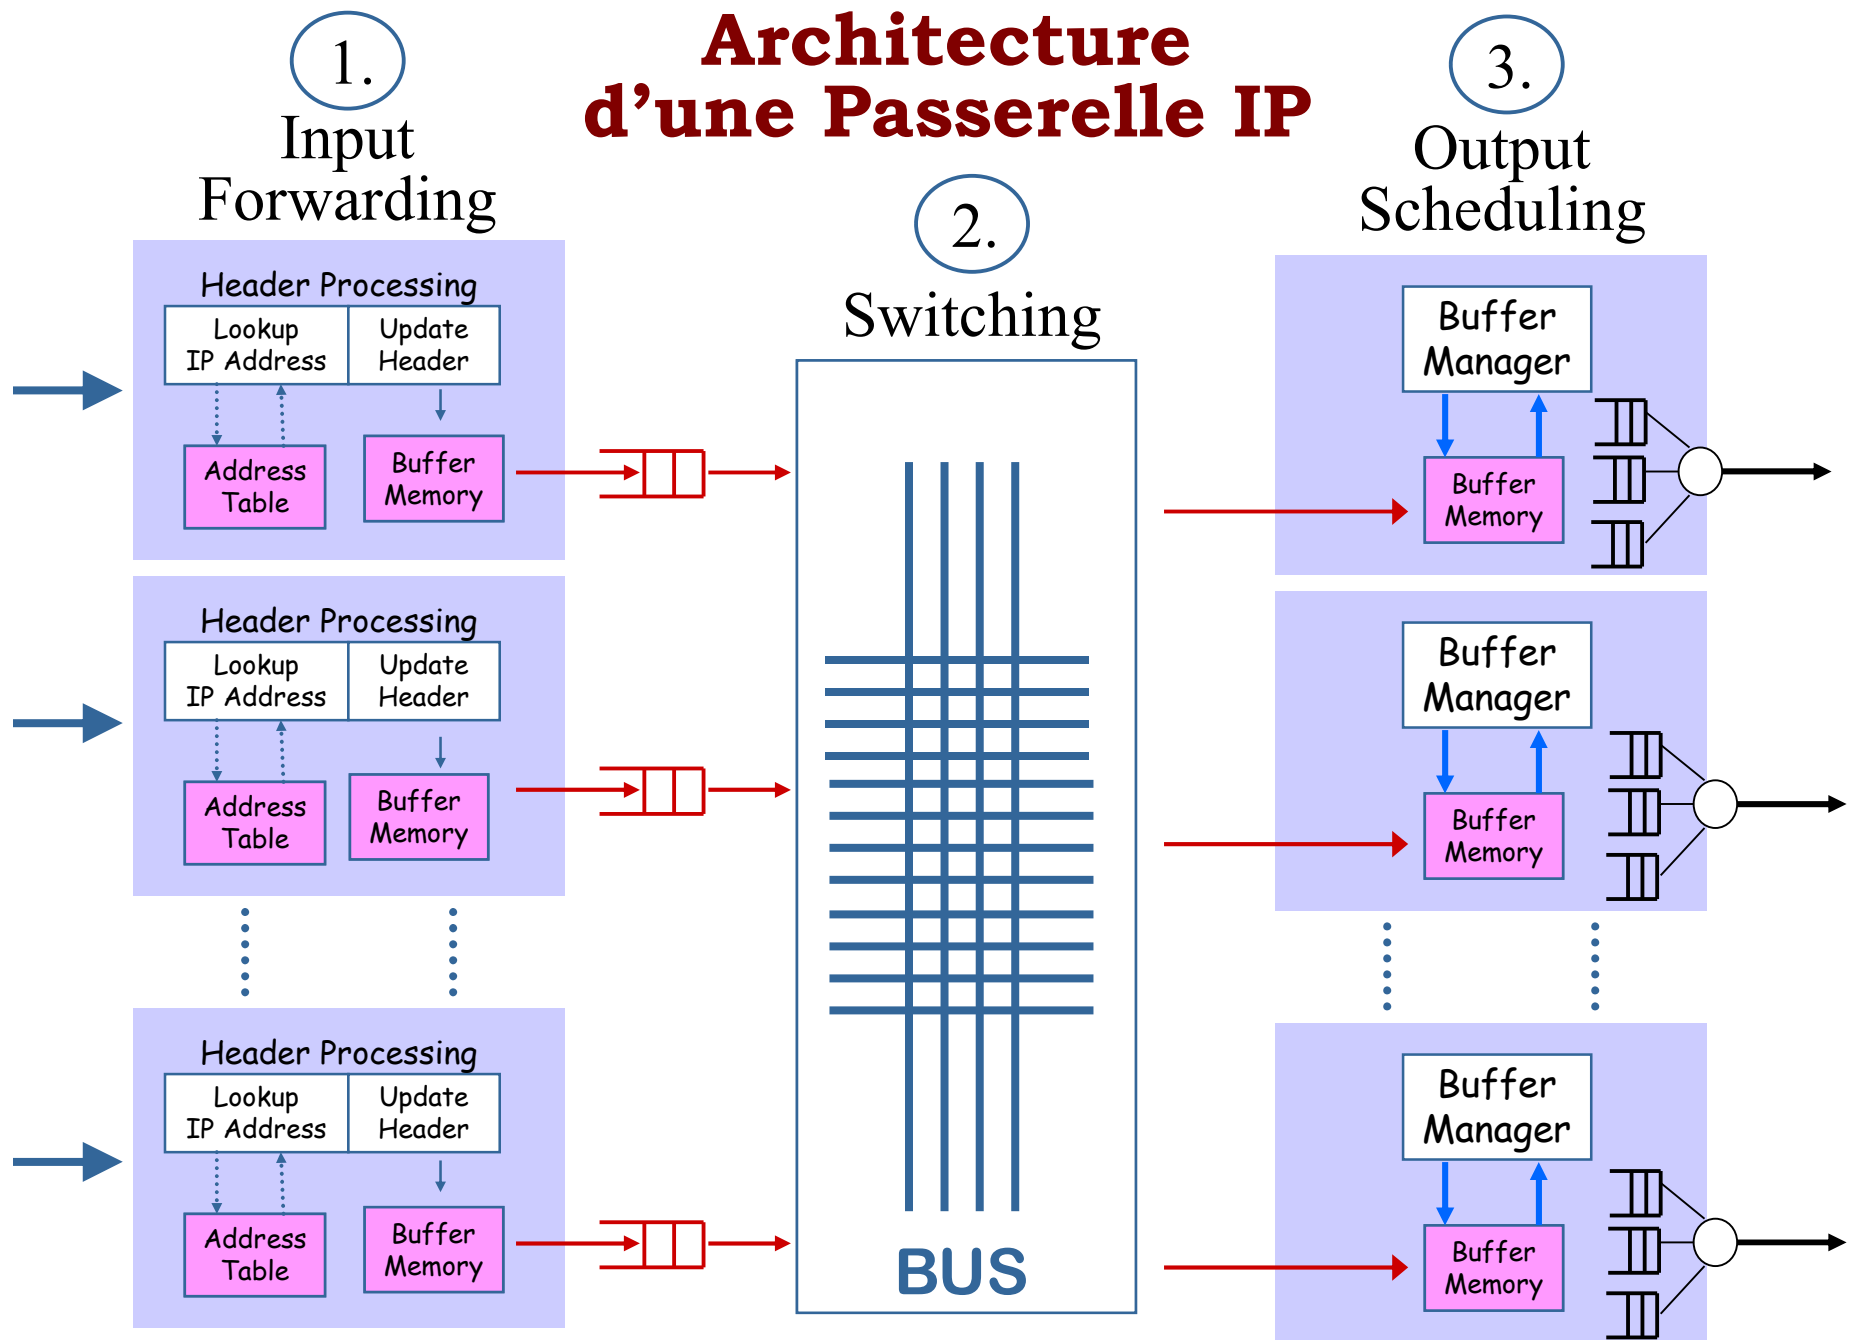 Architecture
d'une Passerelle IP
1.
Input
Forwarding
Header Processing
Lookup
IP Address
Update
Header
Address
Table
Buffer
Memory
Header Processing
Lookup
IP Address
Update
Header
Address
Table
Buffer
Memory
Header Processing
Lookup
IP Address
Update
Header
Address
Table
Buffer
Memory
2.
Switching
BUS
3.
Output
Scheduling
Buffer
Manager
Buffer
Memory
Buffer
Manager
Buffer
Memory
Buffer
Manager
Buffer
Memory